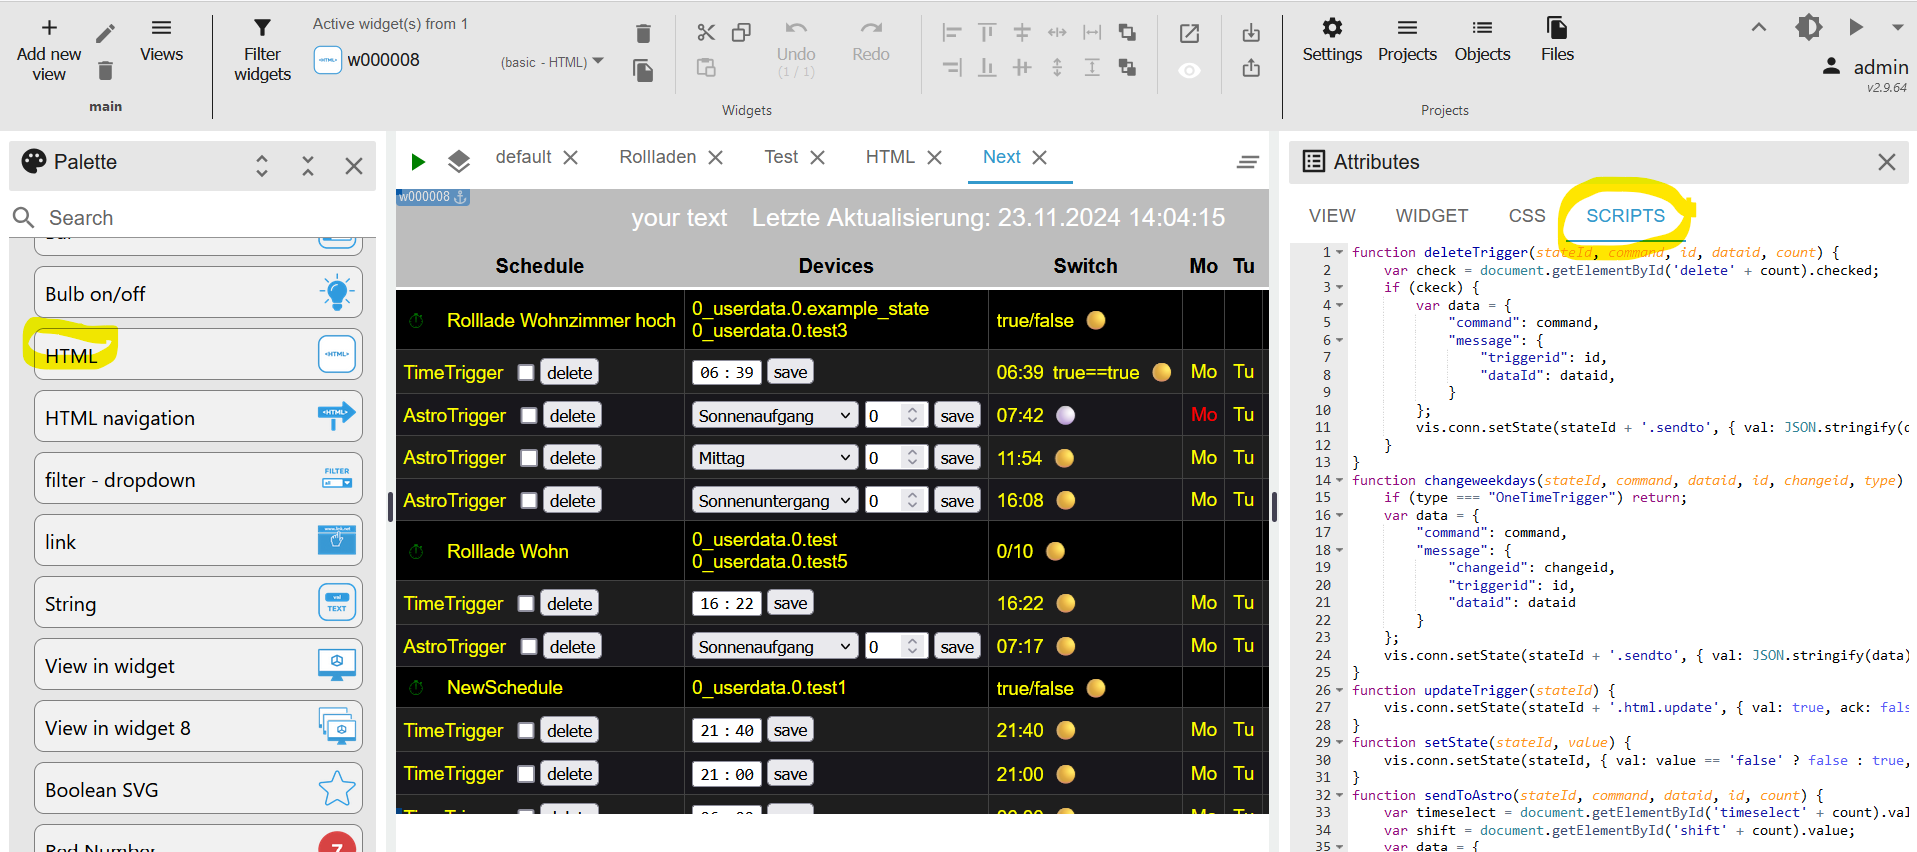 Add new view
main
Views
Filter widgets
Active widget(s) from 1
w000008
(basic - HTML)
Undo
(1 / 1)
Redo
Widgets
Settings
Projects
Objects
Files
Projects
admin
v2.9.64
Palette
Search
Bulb on/off
HTML
<HTML>
HTML navigation
<HTML>
filter - dropdown
FILTER
all
link
String
val
TEXT
View in widget
View in widget 8
Boolean SVG
Red Number
7
default
Rollladen
Test
HTML
Next
w000008
your text Letzte Aktualisierung: 23.11.2024 14:04:15
Schedule Devices Switch Mo Tu
Rolllade Wohnzimmer hoch 0_userdata.0.example_state
0_userdata.0.test3
true/false
TimeTrigger delete 06 : 39 save 06:39 true==true Mo Tu
AstroTrigger delete Sonnenaufgang 0 save 07:42 Mo Tu
AstroTrigger delete Mittag 0 save 11:54 Mo Tu
AstroTrigger delete Sonnenuntergang 0 save 16:08 Mo Tu
Rolllade Wohn 0_userdata.0.test
0_userdata.0.test5
0/10
TimeTrigger delete 16 : 22 save 16:22 Mo Tu
AstroTrigger delete Sonnenaufgang 0 save 07:17 Mo Tu
NewSchedule 0_userdata.0.test1 true/false
TimeTrigger delete 21 : 40 save 21:40 Mo Tu
TimeTrigger delete 21 : 00 save 21:00 Mo Tu
Attributes
VIEW WIDGET CSS SCRIPTS
1 function deleteTrigger(stateId, command, id, dataid, count) {
2 var check = document.getElementById('delete' + count).checked;
3 if (ckeck) {
4 var data = {
5 "command": command,
6 "message": {
7 "triggerid": id,
8 "dataId": dataid,
9 }
10 };
11 vis.conn.setState(stateId + '.sendto', { val: JSON.stringify(d
12 }
13 }
14 function changeweekdays(stateId, command, dataid, id, changeid, type)
15 if (type === "OneTimeTrigger") return;
16 var data = {
17 "command": command,
18 "message": {
19 "changeid": changeid,
20 "triggerid": id,
21 "dataid": dataid
22 }
23 };
24 vis.conn.setState(stateId + '.sendto', { val: JSON.stringify(data)
25 }
26 function updateTrigger(stateId) {
27 vis.conn.setState(stateId + '.html.update', { val: true, ack: fals
28 }
29 function setState(stateId, value) {
30 vis.conn.setState(stateId, { val: value == 'false' ? false : true,
31 }
32 function sendToAstro(stateId, command, dataid, id, count) {
33 var timeselect = document.getElementById('timeselect' + count).val
34 var shift = document.getElementById('shift' + count).value;
35 var data = {